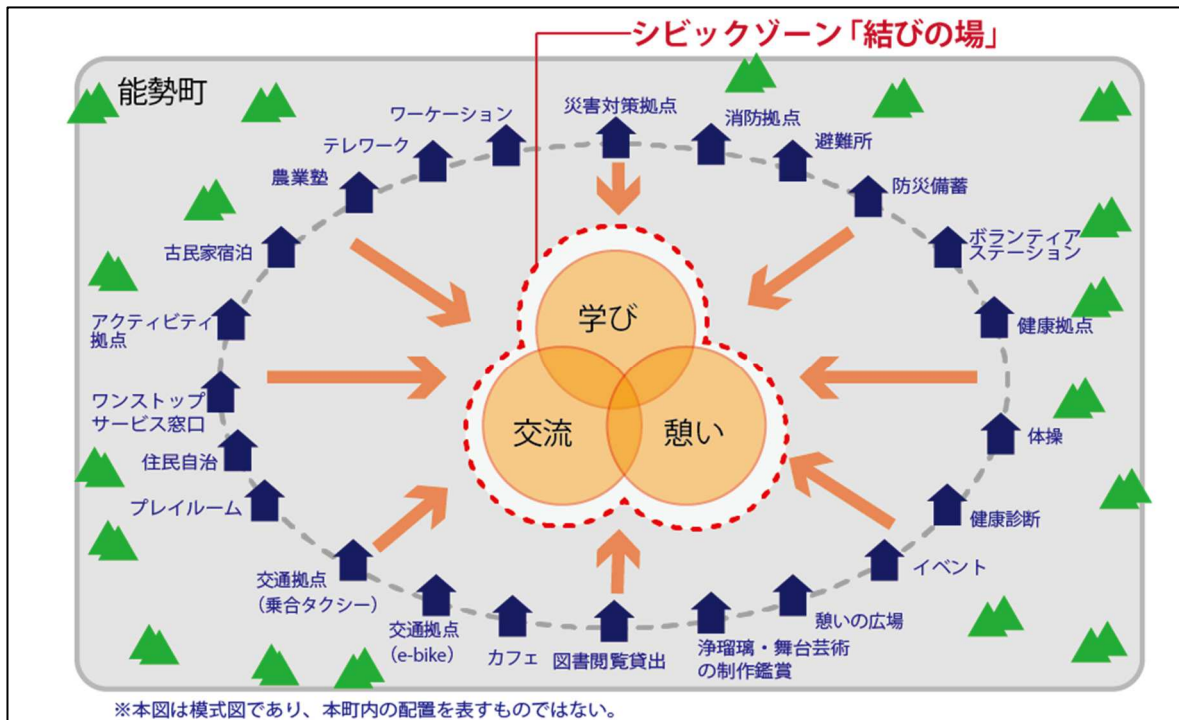 シビックゾーン「結びの場」
能勢町
災害対策拠点
消防拠点
避難所
防災備蓄
ボランティア
ステーション
健康拠点
体操
健康診断
イベント
憩いの広場
浄瑠璃・舞台芸術
の制作鑑賞
図書閲覧貸出
カフェ
交通拠点
（e-bike）
交通拠点
（乗合タクシー）
プレイルーム
住民自治
ワンストップ
サービス窓口
アクティビティ
拠点
古民家宿泊
農業塾
テレワーク
ワーケーション
学び
交流
憩い
※本図は模式図であり、本町内の配置を表すものではない。